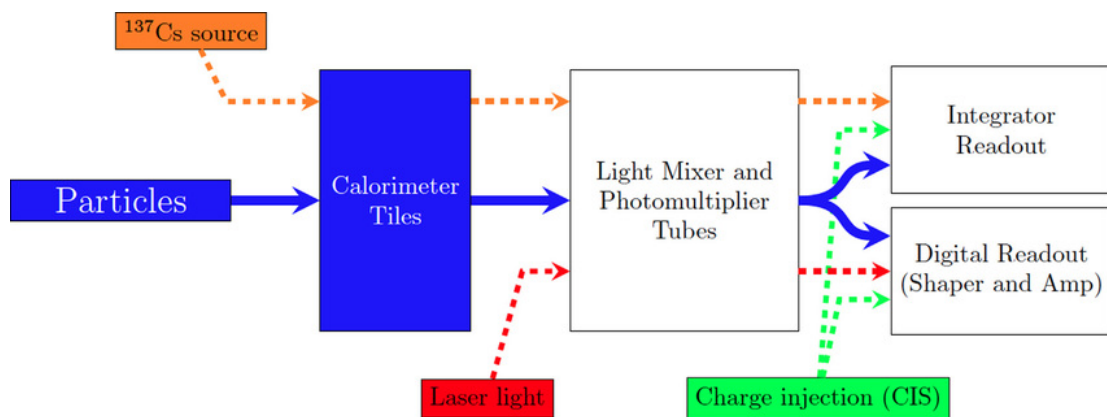 ¹³⁷Cs source
Particles
Calorimeter
Tiles
Light Mixer and
Photomultiplier
Tubes
Integrator
Readout
Digital Readout
(Shaper and Amp)
Laser light
Charge injection (CIS)